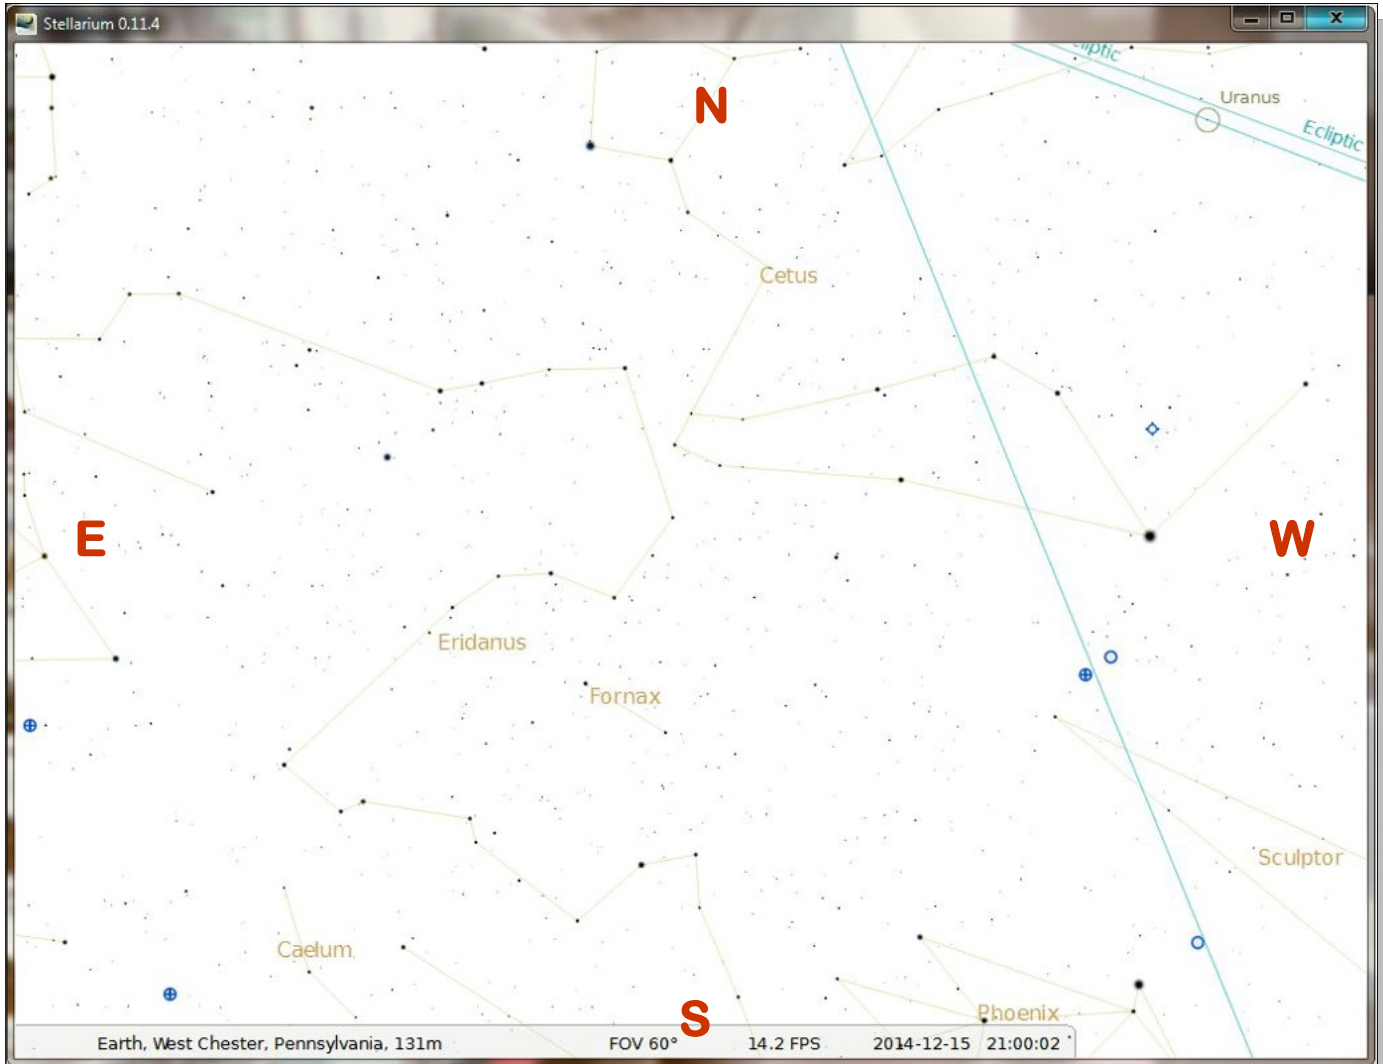 Stellarium 0.11.4
N
Ecliptic
Uranus
Ecliptic
Cetus
E
W
Eridanus
Fornax
Sculptor
Caelum
S
Phoenix
Earth, West Chester, Pennsylvania, 131m FOV 60° 14.2 FPS 2014-12-15 21:00:02